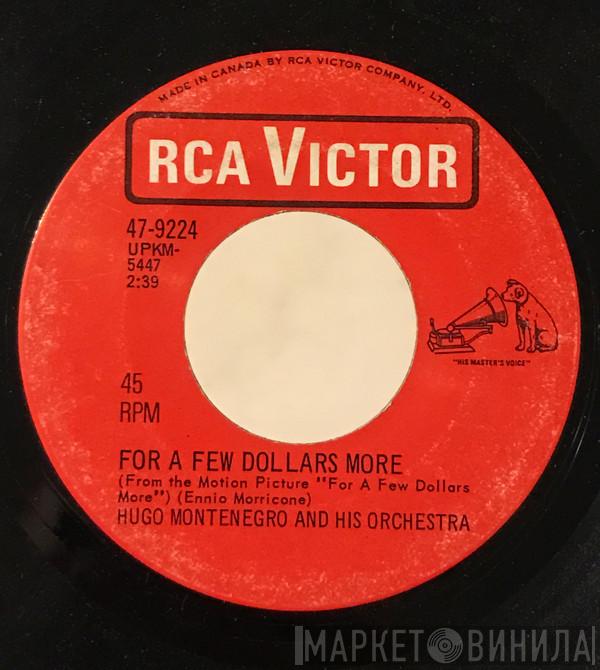 MADE IN CANADA BY RCA VICTOR COMPANY, LTD.
RCA VICTOR
47-9224
UPKM-
5447
2:39
"HIS MASTER'S VOICE"
45
RPM
FOR A FEW DOLLARS MORE
(From the Motion Picture "For A Few Dollars
More") (Ennio Morricone)
HUGO MONTENEGRO AND HIS ORCHESTRA
МАРКЕТ ВИНИЛА